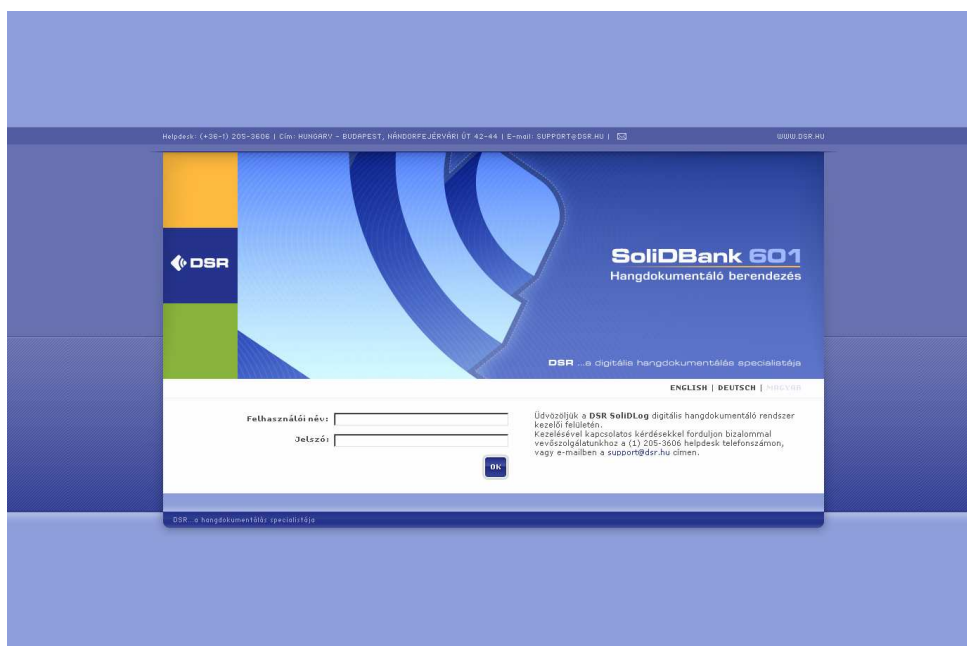 Helpdesk: (+36-1) 205-3606 | Cím: HUNGARY - BUDAPEST, NÁNDORFEJÉRVÁRI ÚT 42-44 | E-mail: SUPPORT@DSR.HU |
WWW.DSR.HU
DSR
SoliDBank 601
Hangdokumentáló berendezés
DSR ...a digitális hangdokumentálás specialistája
ENGLISH | DEUTSCH | MAGYAR
Felhasználói név:
Jelszó:
OK
Üdvözöljük a DSR SoliDLog digitális hangdokumentáló rendszer
kezelői felületén.
Kezelésével kapcsolatos kérdésekkel forduljon bizalommal
vevőszolgálatunkhoz a (1) 205-3606 helpdesk telefonszámon,
vagy e-mailben a support@dsr.hu címen.
DSR...a hangdokumentálás specialistája